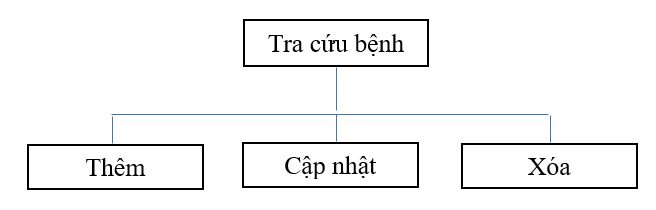 Tra cứu bệnh
Thêm
Cập nhật
Xóa